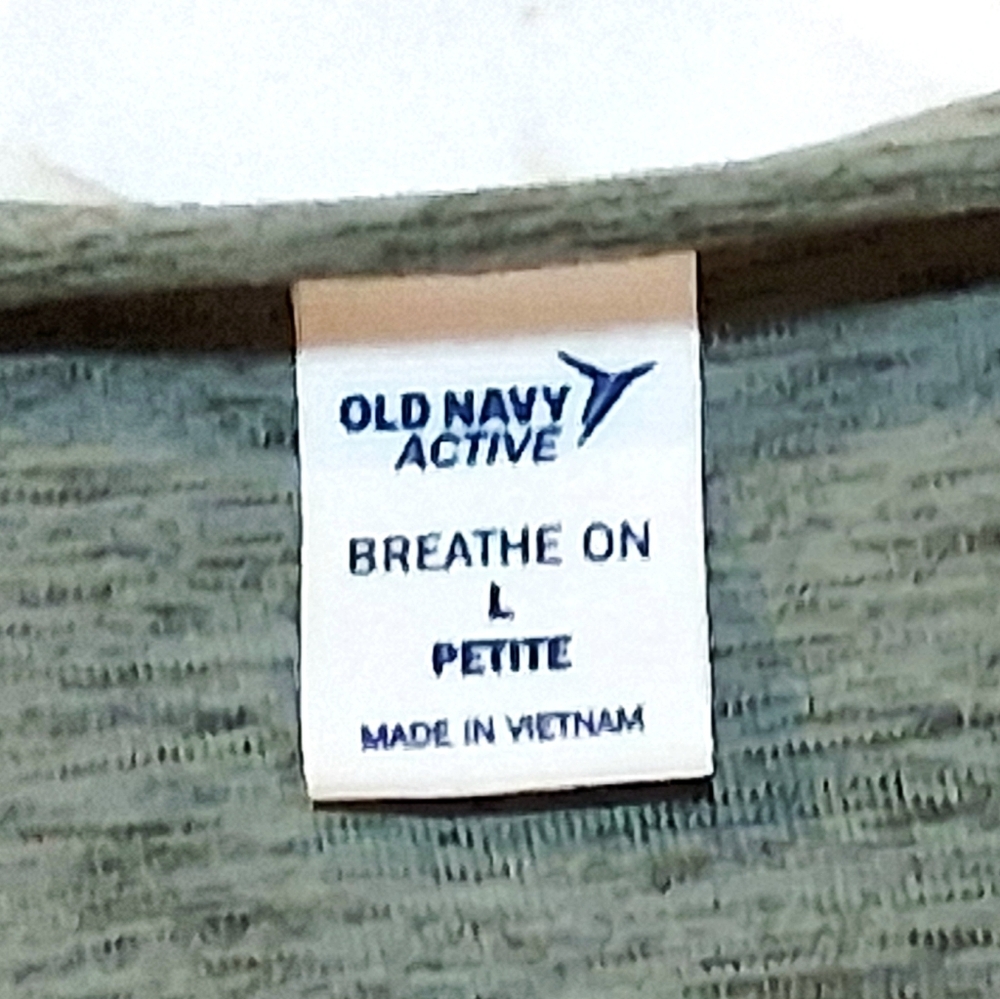 OLD NAVY
ACTIVE
BREATHE ON
L
PETITE
MADE IN VIETNAM